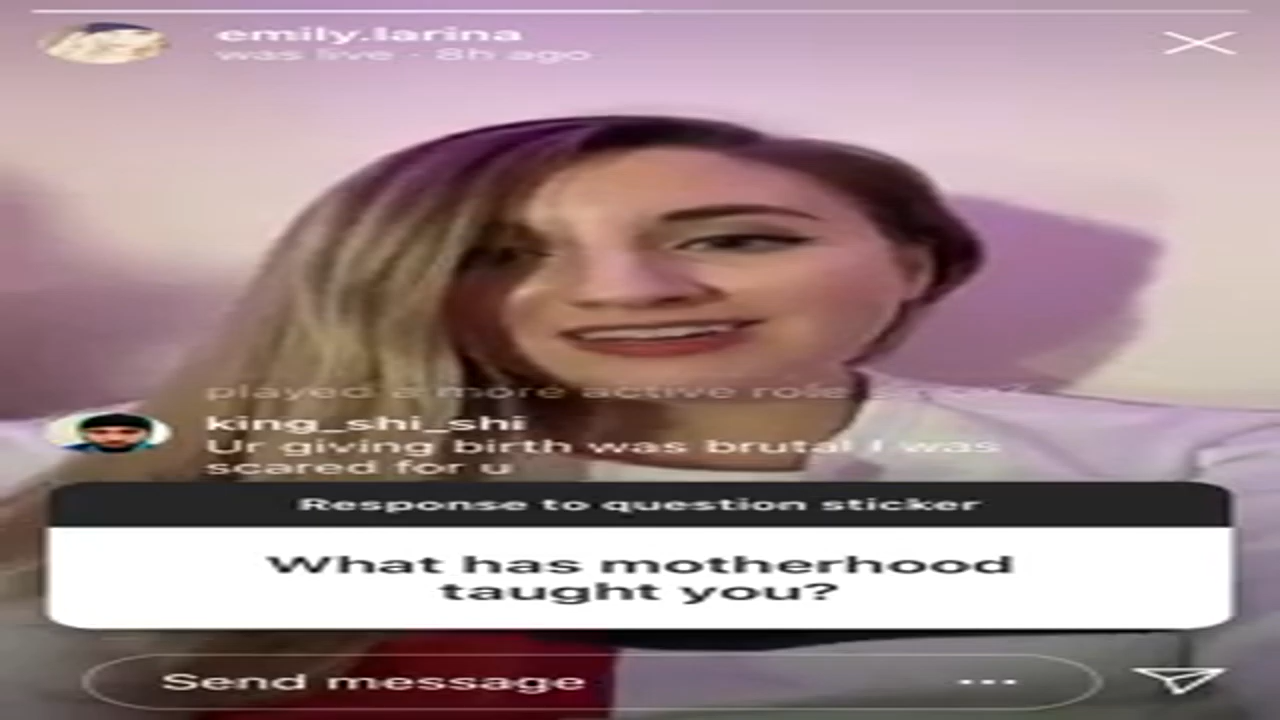 emily.larina
was live · 8h ago
played a more active role
king_shi_shi
Ur giving birth was brutal I was
scared for u
Response to question sticker
What has motherhood
taught you?
Send message